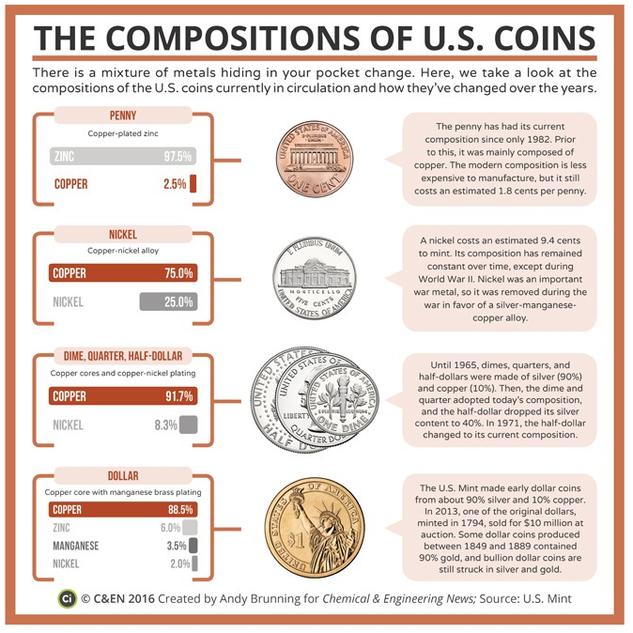 THE COMPOSITIONS OF U.S. COINS
There is a mixture of metals hiding in your pocket change. Here, we take a look at the
compositions of the U.S. coins currently in circulation and how they've changed over the years.
PENNY
Copper-plated zinc
ZINC 97.5%
COPPER 2.5%
UNITED STATES OF AMERICA
E·PLURIBUS UNUM
ONE CENT
The penny has had its current
composition since only 1982. Prior
to this, it was mainly composed of
copper. The modern composition is less
expensive to manufacture, but it still
costs an estimated 1.8 cents per penny.
NICKEL
Copper-nickel alloy
COPPER 75.0%
NICKEL 25.0%
E PLURIBUS UNUM
MONTICELLO
FIVE CENTS
UNITED STATES OF AMERICA
A nickel costs an estimated 9.4 cents
to mint. Its composition has remained
constant over time, except during
World War II. Nickel was an important
war metal, so it was removed during the
war in favor of a silver-manganese-
copper alloy.
DIME, QUARTER, HALF-DOLLAR
Copper cores and copper-nickel plating
COPPER 91.7%
NICKEL 8.3%
UNITED STATES
HALF DO
UNITED STATES OF
LIBERTY
QUARTER DO
UNITED STATES OF AMERICA
ONE DIME
Until 1965, dimes, quarters, and
half-dollars were made of silver (90%)
and copper (10%). Then, the dime and
quarter adopted today's composition,
and the half-dollar dropped its silver
content to 40%. In 1971, the half-dollar
changed to its current composition.
DOLLAR
Copper core with manganese brass plating
COPPER 88.5%
ZINC 6.0%
MANGANESE 3.5%
NICKEL 2.0%
UNITED STATES OF AMERICA
$1
The U.S. Mint made early dollar coins
from about 90% silver and 10% copper.
In 2013, one of the original dollars,
minted in 1794, sold for $10 million at
auction. Some dollar coins produced
between 1849 and 1889 contained
90% gold, and bullion dollar coins are
still struck in silver and gold.
Ci © C&EN 2016 Created by Andy Brunning for Chemical & Engineering News; Source: U.S. Mint